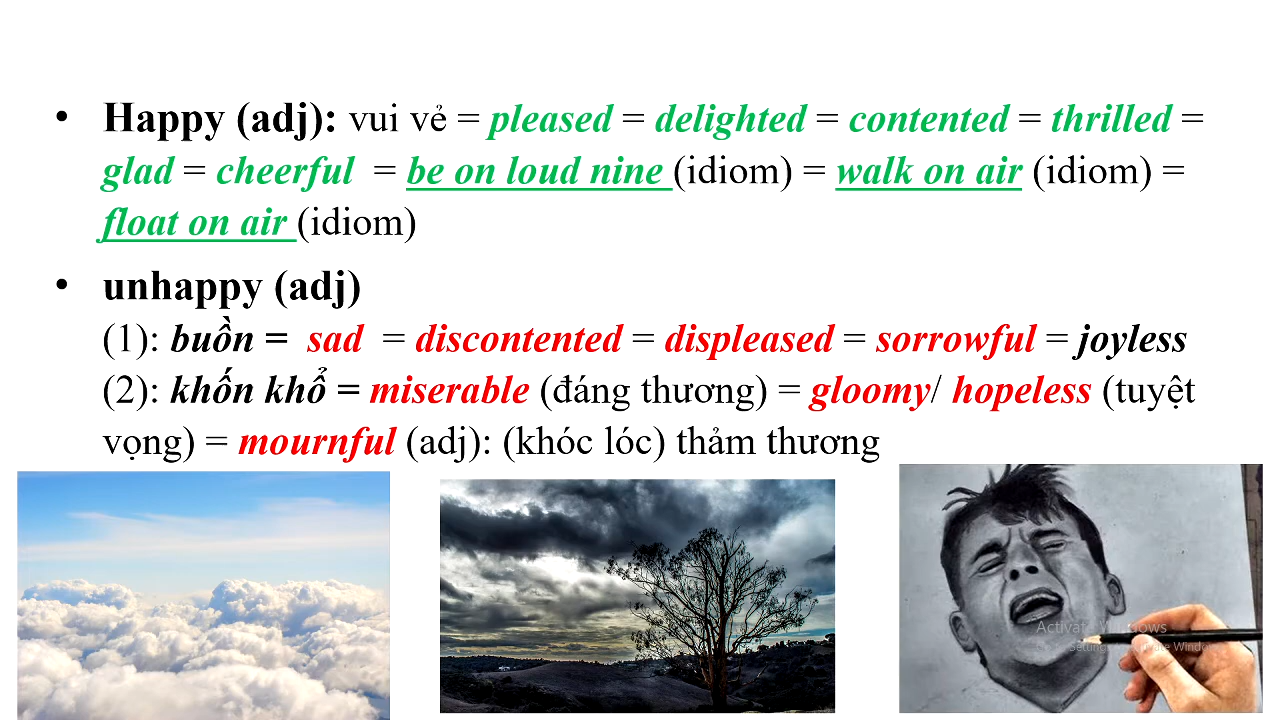 • Happy (adj): vui vẻ = pleased = delighted = contented = thrilled =
glad = cheerful = be on loud nine (idiom) = walk on air (idiom) =
float on air (idiom)
• unhappy (adj)
(1): buồn = sad = discontented = displeased = sorrowful = joyless
(2): khốn khổ = miserable (đáng thương) = gloomy/ hopeless (tuyệt
vọng) = mournful (adj): (khóc lóc) thảm thương
Activate Windows